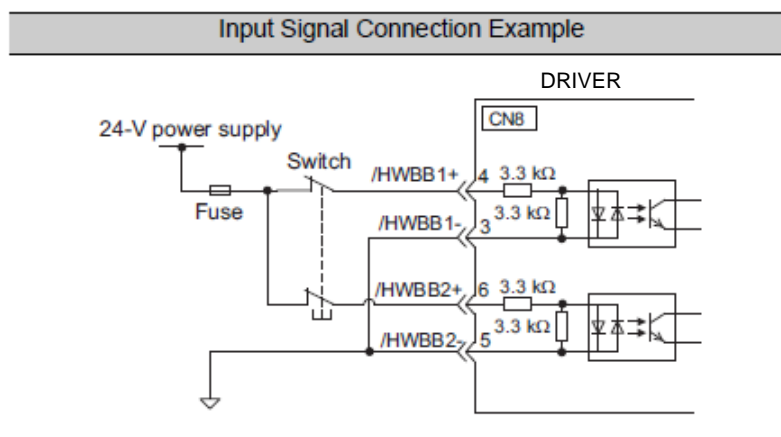 Input Signal Connection Example
DRIVER
CN8
24-V power supply
Switch
Fuse
/HWBB1+ 4 3.3 kΩ
3.3 kΩ
/HWBB1- 3
/HWBB2+ 6 3.3 kΩ
3.3 kΩ
/HWBB2- 5